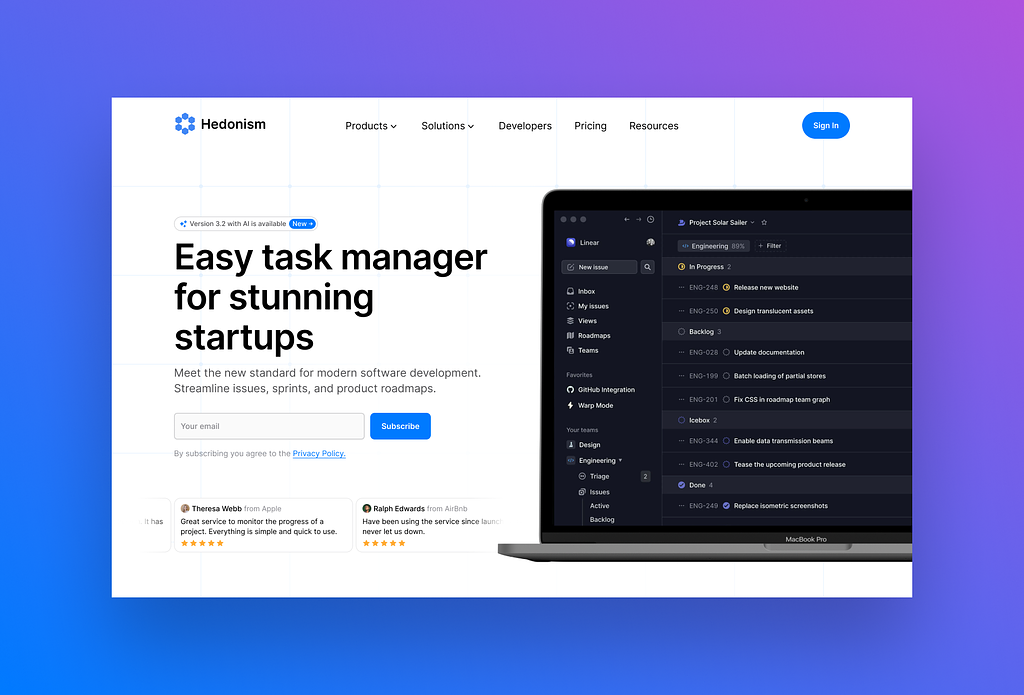 Hedonism
Products
Solutions
Developers
Pricing
Resources
Sign In
Version 3.2 with AI is available New →
Easy task manager
for stunning
startups
Meet the new standard for modern software development.
Streamline issues, sprints, and product roadmaps.
Your email
Subscribe
By subscribing you agree to the Privacy Policy.
It has
Theresa Webb from Apple
Great service to monitor the progress of a
project. Everything is simple and quick to use.
Ralph Edwards from AirBnb
Have been using the service since launch
never let us down.
Linear
New issue
Inbox
My issues
Views
Roadmaps
Teams
Favorites
GitHub Integration
Warp Mode
Your teams
Design
Engineering
Triage 2
Issues
Active
Backlog
Project Solar Sailer
Engineering 89%
+ Filter
In Progress 2
ENG-248 Release new website
ENG-250 Design translucent assets
Backlog 3
ENG-028 Update documentation
ENG-199 Batch loading of partial stores
ENG-201 Fix CSS in roadmap team graph
Icebox 2
ENG-344 Enable data transmission beams
ENG-402 Tease the upcoming product release
Done 4
ENG-249 Replace isometric screenshots
MacBook Pro